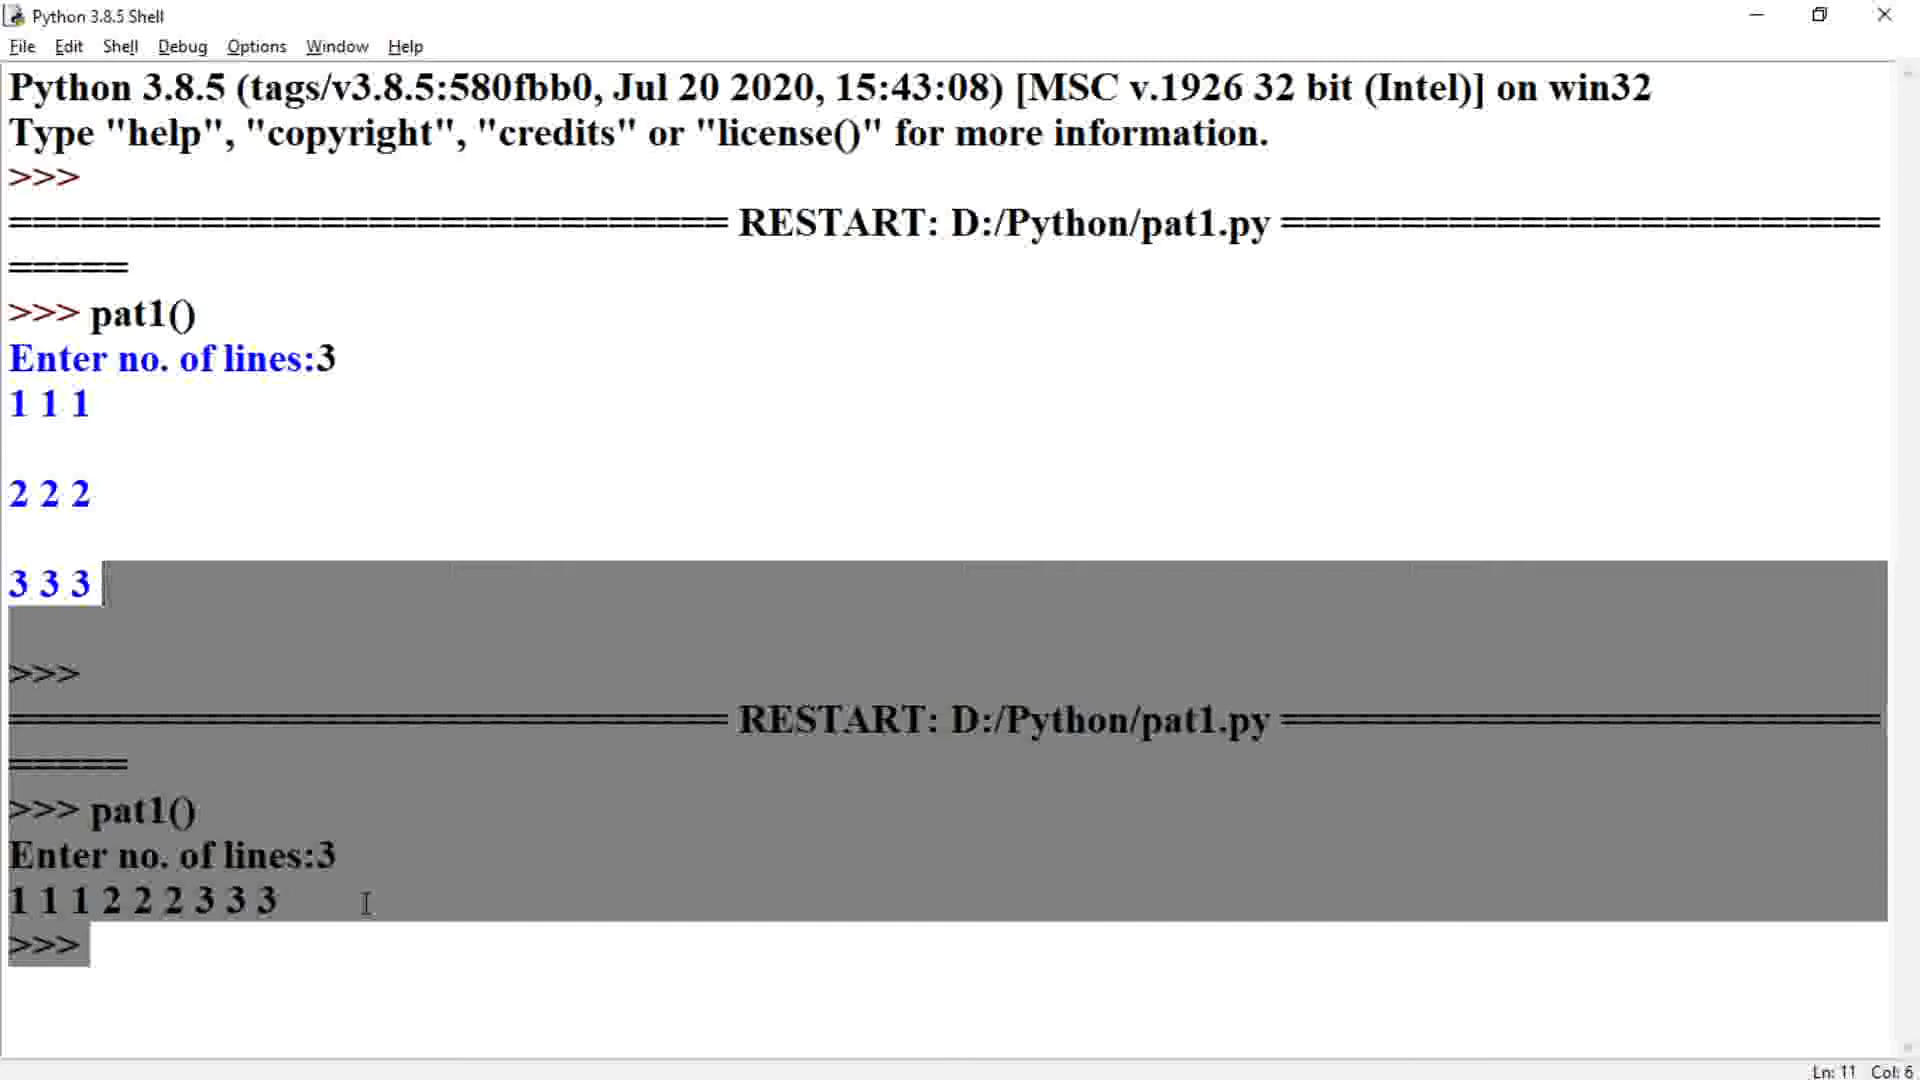 Python 3.8.5 Shell
File Edit Shell Debug Options Window Help
Python 3.8.5 (tags/v3.8.5:580fbb0, Jul 20 2020, 15:43:08) [MSC v.1926 32 bit (Intel)] on win32
Type "help", "copyright", "credits" or "license()" for more information.
>>>
============================== RESTART: D:/Python/pat1.py =========================
=====
>>> pat1()
Enter no. of lines:3
1 1 1
2 2 2
3 3 3
>>>
============================== RESTART: D:/Python/pat1.py =========================
=====
>>> pat1()
Enter no. of lines:3
1 1 1 2 2 2 3 3 3
>>>
Ln: 11 Col: 6